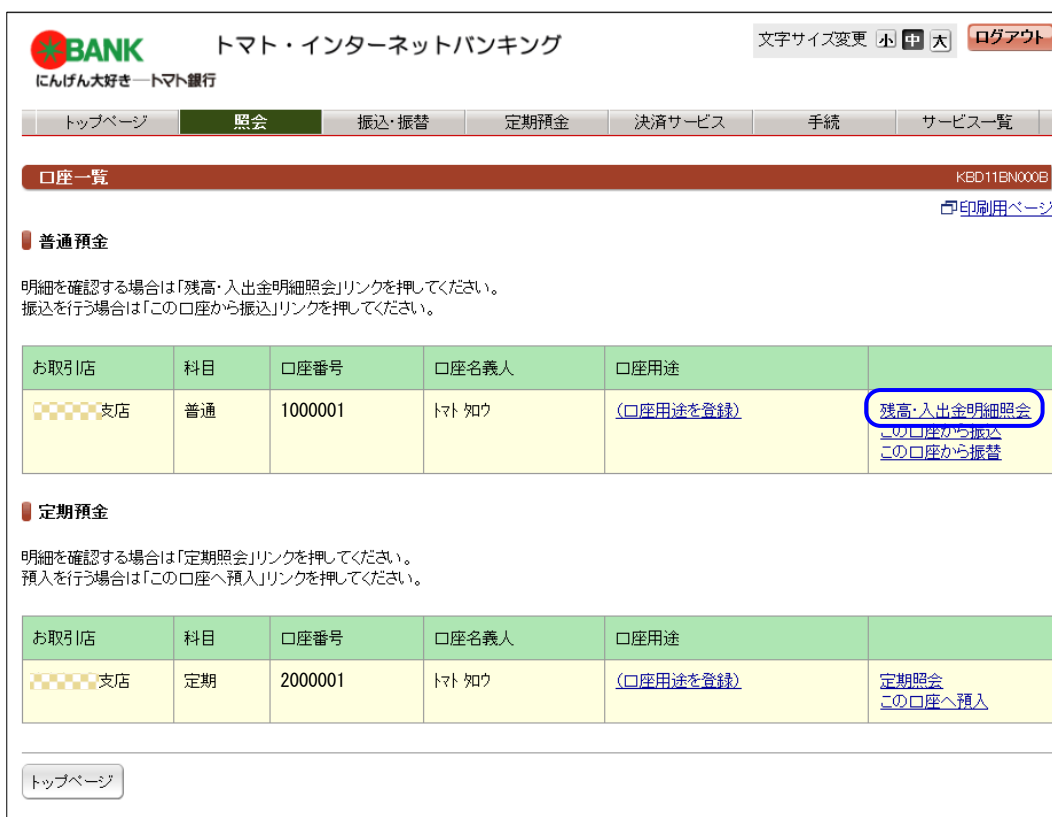 BANK
トマト・インターネットバンキング
文字サイズ変更 小 中 大
ログアウト
にんげん大好き―トマト銀行
トップページ 照会 振込・振替 定期預金 決済サービス 手続 サービス一覧
口座一覧 KBD11BN000B
印刷用ページ
普通預金
明細を確認する場合は「残高・入出金明細照会」リンクを押してください。
振込を行う場合は「この口座から振込」リンクを押してください。
お取引店 科目 口座番号 口座名義人 口座用途
支店 普通 1000001 ﾄﾏﾄ ﾀﾛｳ (口座用途を登録) 残高・入出金明細照会
この口座から振込
この口座から振替
定期預金
明細を確認する場合は「定期照会」リンクを押してください。
預入を行う場合は「この口座へ預入」リンクを押してください。
お取引店 科目 口座番号 口座名義人 口座用途
支店 定期 2000001 ﾄﾏﾄ ﾀﾛｳ (口座用途を登録) 定期照会
この口座へ預入
トップページ